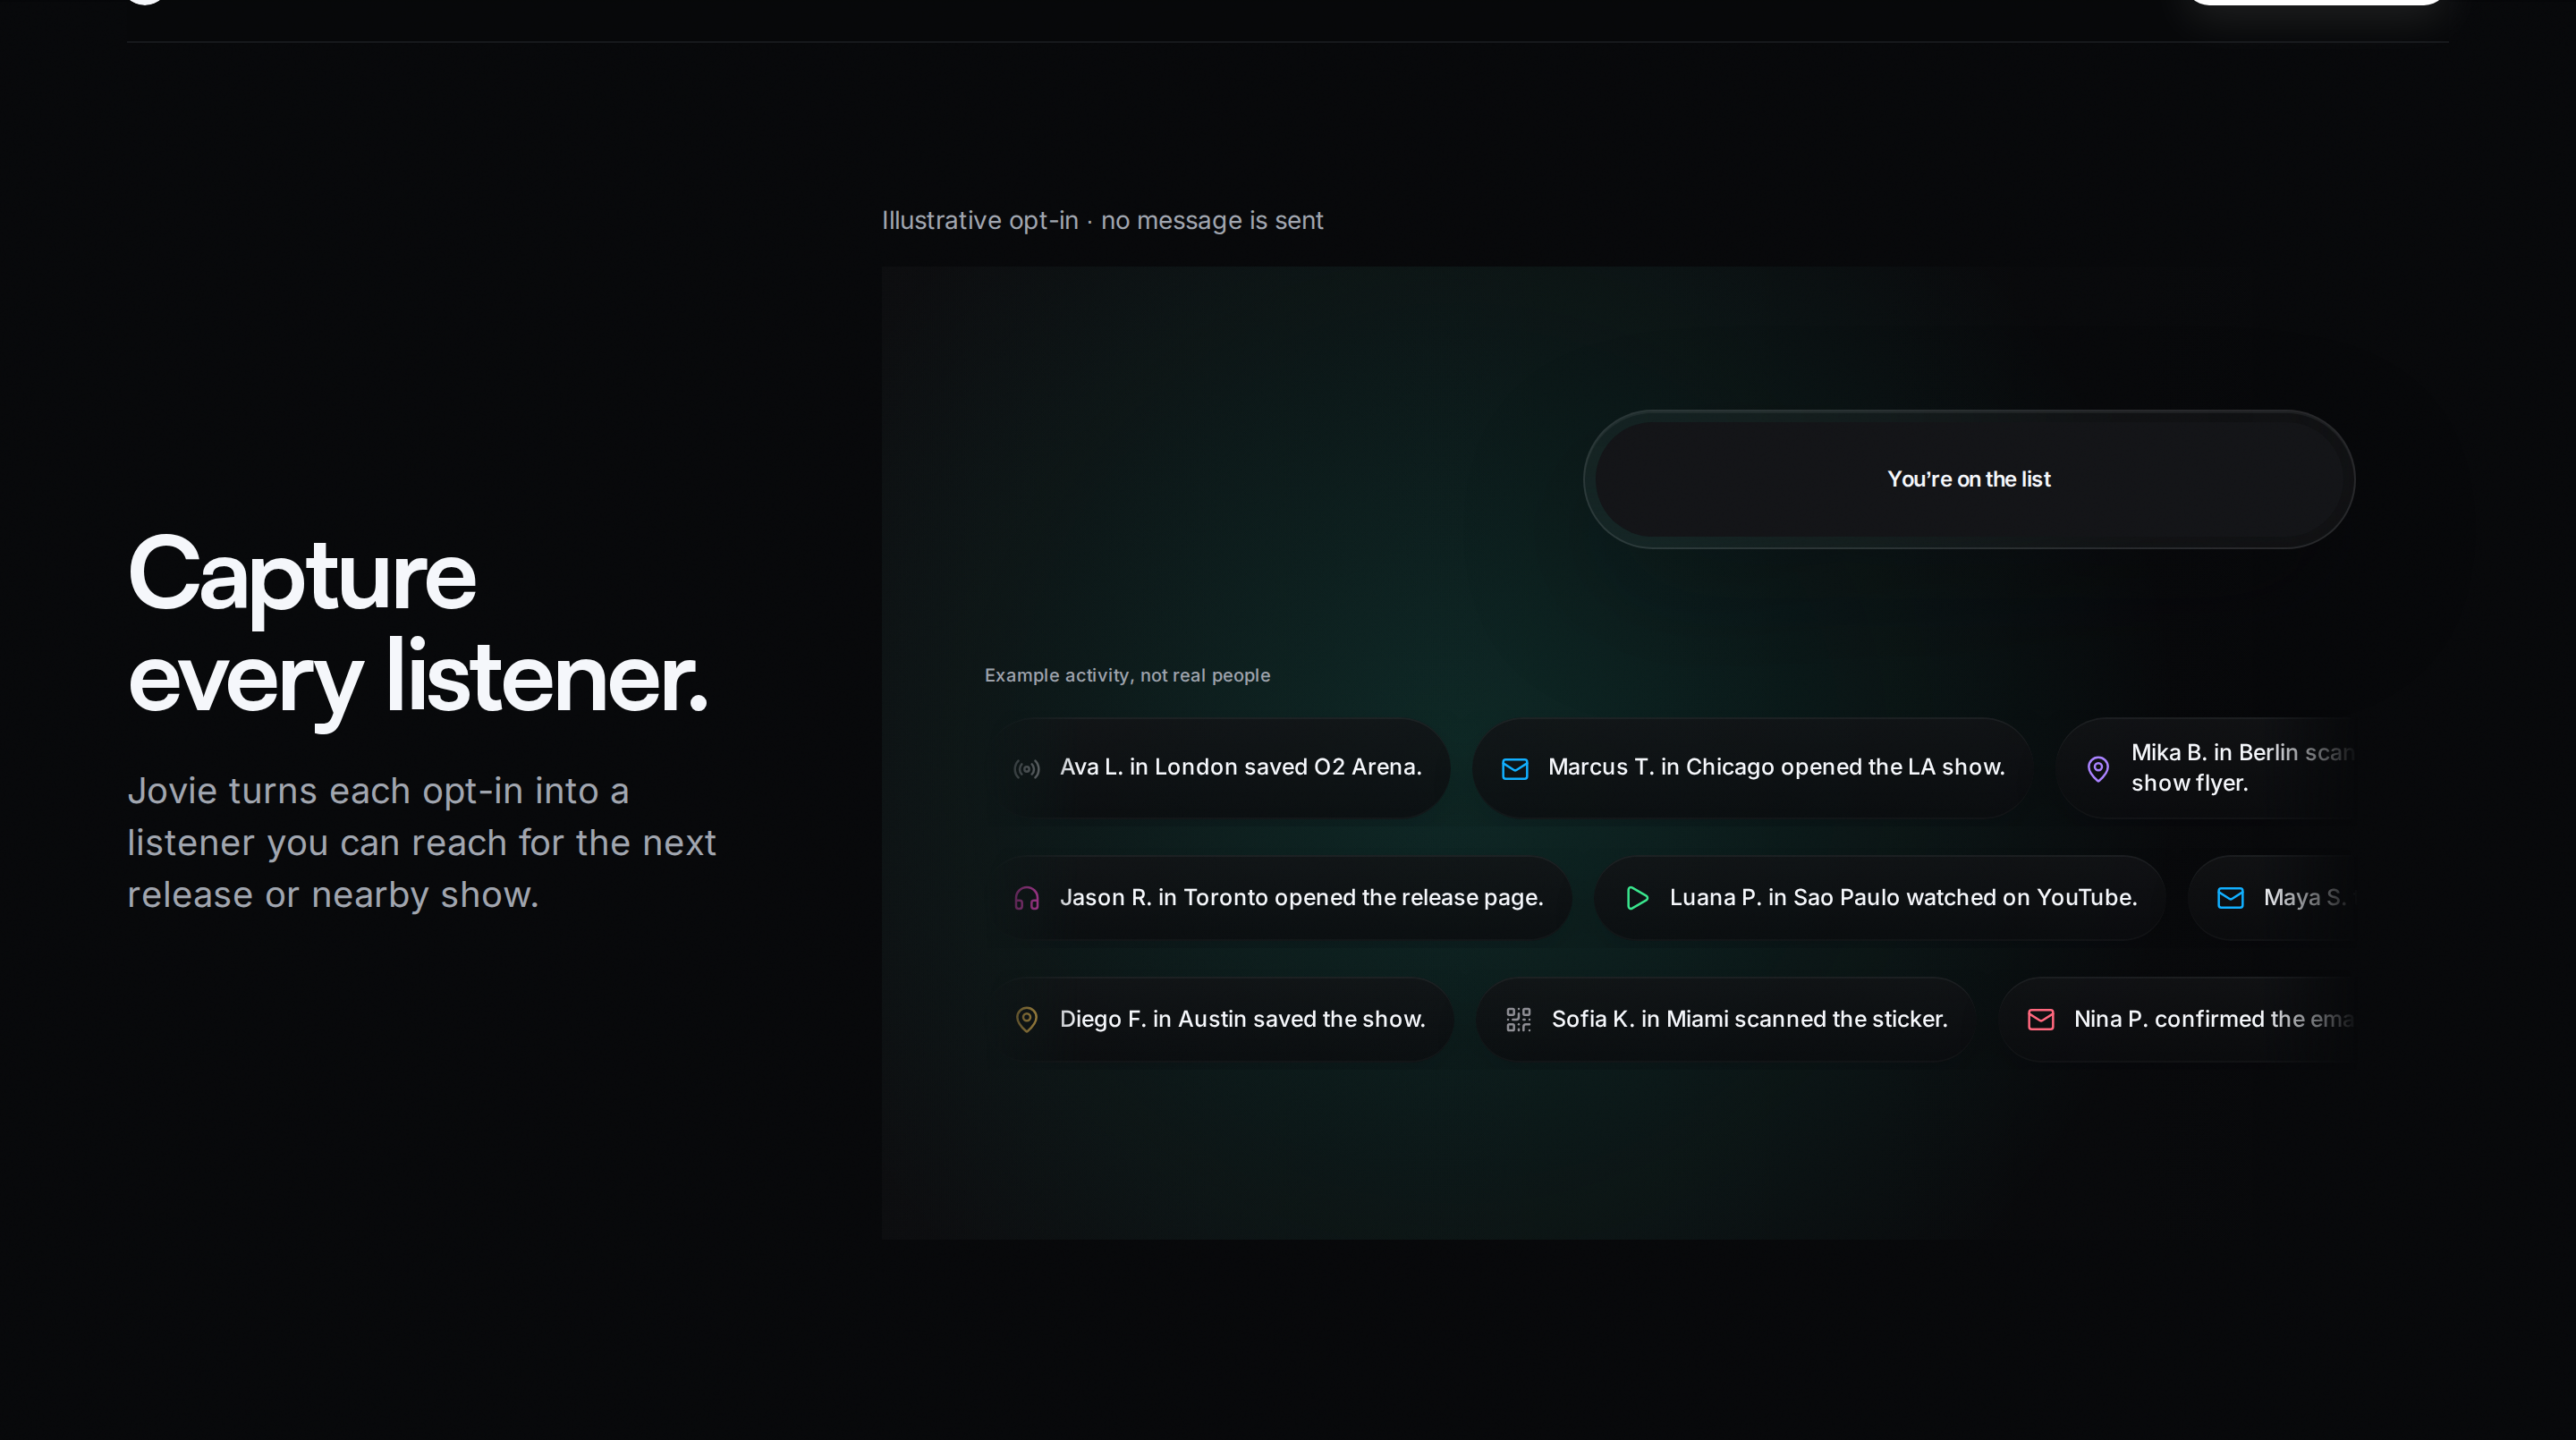 Illustrative opt-in · no message is sent
You’re on the list
Capture
every listener.
Jovie turns each opt-in into a
listener you can reach for the next
release or nearby show.
Example activity, not real people
Ava L. in London saved O2 Arena.
Marcus T. in Chicago opened the LA show.
Mika B. in Berlin scan
show flyer.
Jason R. in Toronto opened the release page.
Luana P. in Sao Paulo watched on YouTube.
Maya S.
Diego F. in Austin saved the show.
Sofia K. in Miami scanned the sticker.
Nina P. confirmed the ema